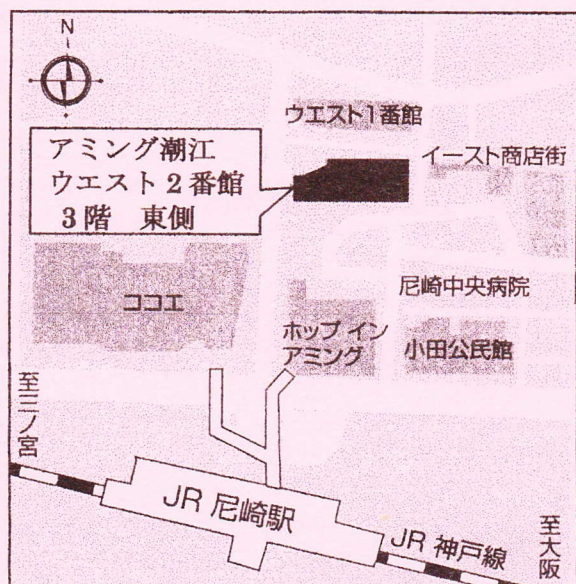 N
ウエスト1番館
イースト商店街
アミング潮江
ウエスト2番館
3階 東側
ココエ
尼崎中央病院
ホップ イン
アミング
小田公民館
至三ノ宮
JR 尼崎駅
JR 神戸線
至大阪